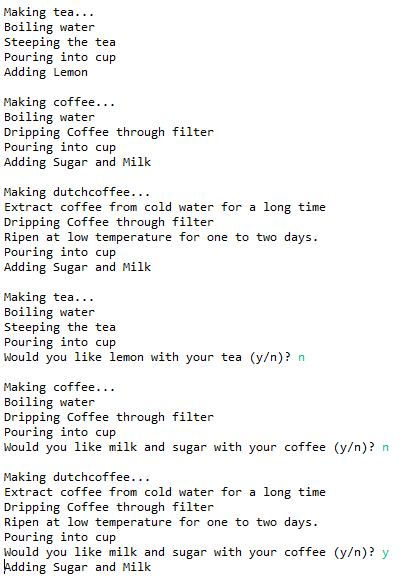 Making tea...
Boiling water
Steeping the tea
Pouring into cup
Adding Lemon

Making coffee...
Boiling water
Dripping Coffee through filter
Pouring into cup
Adding Sugar and Milk

Making dutchcoffee...
Extract coffee from cold water for a long time
Dripping Coffee through filter
Ripen at low temperature for one to two days.
Pouring into cup
Adding Sugar and Milk

Making tea...
Boiling water
Steeping the tea
Pouring into cup
Would you like lemon with your tea (y/n)? n

Making coffee...
Boiling water
Dripping Coffee through filter
Pouring into cup
Would you like milk and sugar with your coffee (y/n)? n

Making dutchcoffee...
Extract coffee from cold water for a long time
Dripping Coffee through filter
Ripen at low temperature for one to two days.
Pouring into cup
Would you like milk and sugar with your coffee (y/n)? y
Adding Sugar and Milk